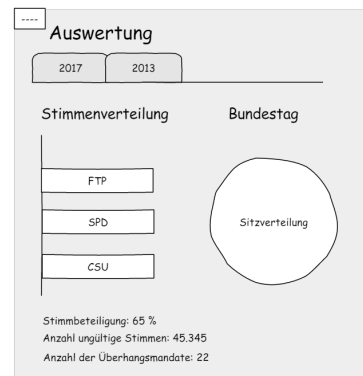 ----
Auswertung
2017 2013
Stimmenverteilung
FTP
SPD
CSU
Bundestag
Sitzverteilung
Stimmbeteiligung: 65 %
Anzahl ungültige Stimmen: 45.345
Anzahl der Überhangsmandate: 22